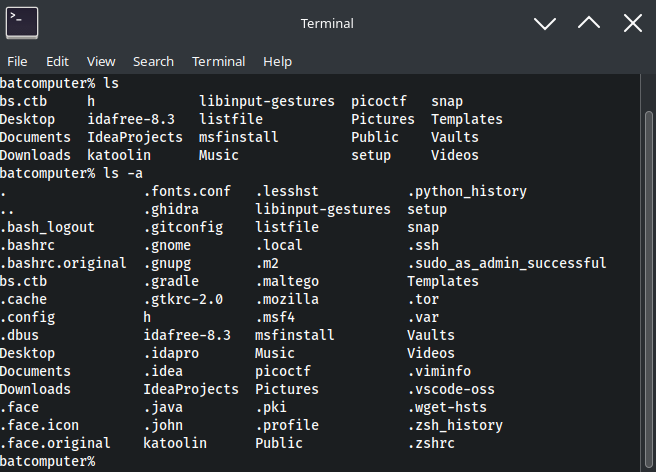 >_
Terminal
File Edit View Search Terminal Help
batcomputer% ls
bs.ctb h libinput-gestures picoctf snap
Desktop idafree-8.3 listfile Pictures Templates
Documents IdeaProjects msfinstall Public Vaults
Downloads katoolin Music setup Videos
batcomputer% ls -a
. .fonts.conf .lesshst .python_history
.. .ghidra libinput-gestures setup
.bash_logout .gitconfig listfile snap
.bashrc .gnome .local .ssh
.bashrc.original .gnupg .m2 .sudo_as_admin_successful
bs.ctb .gradle .maltego Templates
.cache .gtkrc-2.0 .mozilla .tor
.config h .msf4 .var
.dbus idafree-8.3 msfinstall Vaults
Desktop .idapro Music Videos
Documents .idea picoctf .viminfo
Downloads IdeaProjects Pictures .vscode-oss
.face .java .pki .wget-hsts
.face.icon .john .profile .zsh_history
.face.original katoolin Public .zshrc
batcomputer%